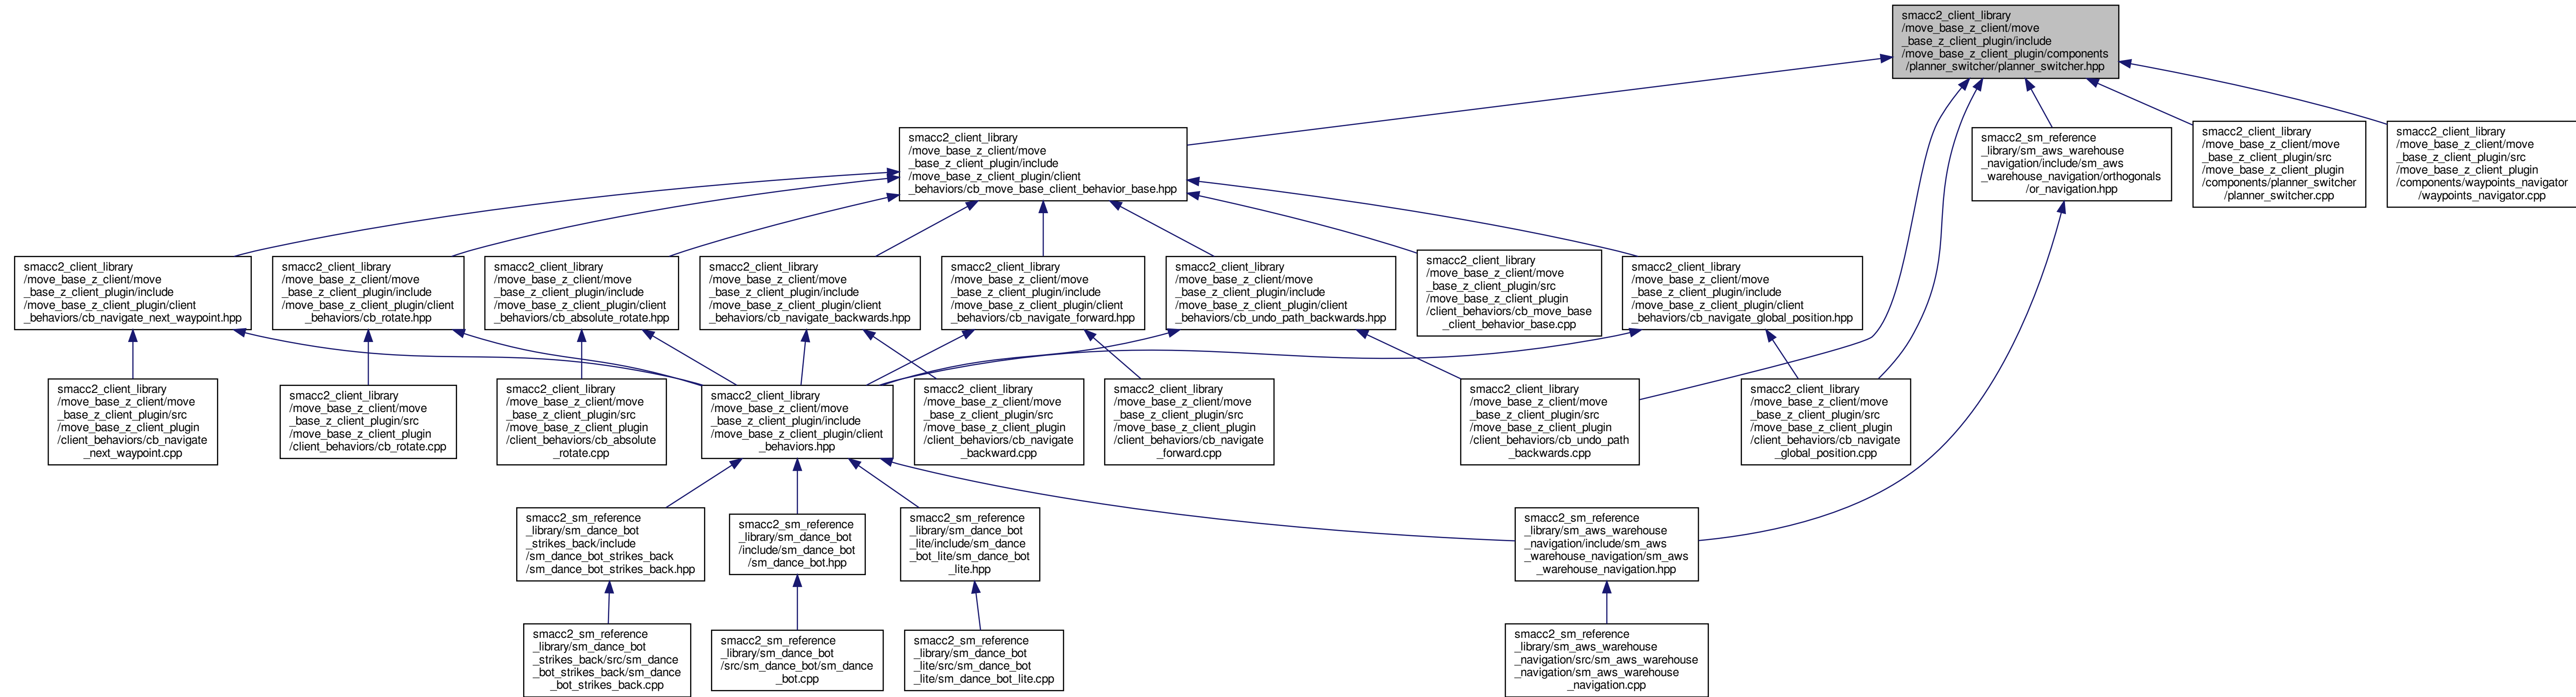 smacc2_client_library
/move_base_z_client/move
_base_z_client_plugin/include
/move_base_z_client_plugin/components
/planner_switcher/planner_switcher.hpp
smacc2_client_library
/move_base_z_client/move
_base_z_client_plugin/include
/move_base_z_client_plugin/client
_behaviors/cb_move_base_client_behavior_base.hpp
smacc2_sm_reference
_library/sm_aws_warehouse
_navigation/include/sm_aws
_warehouse_navigation/orthogonals
/or_navigation.hpp
smacc2_client_library
/move_base_z_client/move
_base_z_client_plugin/src
/move_base_z_client_plugin
/components/planner_switcher
/planner_switcher.cpp
smacc2_client_library
/move_base_z_client/move
_base_z_client_plugin/src
/move_base_z_client_plugin
/components/waypoints_navigator
/waypoints_navigator.cpp
smacc2_client_library
/move_base_z_client/move
_base_z_client_plugin/include
/move_base_z_client_plugin/client
_behaviors/cb_navigate_next_waypoint.hpp
smacc2_client_library
/move_base_z_client/move
_base_z_client_plugin/include
/move_base_z_client_plugin/client
_behaviors/cb_rotate.hpp
smacc2_client_library
/move_base_z_client/move
_base_z_client_plugin/include
/move_base_z_client_plugin/client
_behaviors/cb_absolute_rotate.hpp
smacc2_client_library
/move_base_z_client/move
_base_z_client_plugin/include
/move_base_z_client_plugin/client
_behaviors/cb_navigate_backwards.hpp
smacc2_client_library
/move_base_z_client/move
_base_z_client_plugin/include
/move_base_z_client_plugin/client
_behaviors/cb_navigate_forward.hpp
smacc2_client_library
/move_base_z_client/move
_base_z_client_plugin/include
/move_base_z_client_plugin/client
_behaviors/cb_undo_path_backwards.hpp
smacc2_client_library
/move_base_z_client/move
_base_z_client_plugin/src
/move_base_z_client_plugin
/client_behaviors/cb_move_base
_client_behavior_base.cpp
smacc2_client_library
/move_base_z_client/move
_base_z_client_plugin/include
/move_base_z_client_plugin/client
_behaviors/cb_navigate_global_position.hpp
smacc2_client_library
/move_base_z_client/move
_base_z_client_plugin/src
/move_base_z_client_plugin
/client_behaviors/cb_navigate
_next_waypoint.cpp
smacc2_client_library
/move_base_z_client/move
_base_z_client_plugin/src
/move_base_z_client_plugin
/client_behaviors/cb_rotate.cpp
smacc2_client_library
/move_base_z_client/move
_base_z_client_plugin/src
/move_base_z_client_plugin
/client_behaviors/cb_absolute
_rotate.cpp
smacc2_client_library
/move_base_z_client/move
_base_z_client_plugin/include
/move_base_z_client_plugin/client
_behaviors.hpp
smacc2_client_library
/move_base_z_client/move
_base_z_client_plugin/src
/move_base_z_client_plugin
/client_behaviors/cb_navigate
_backward.cpp
smacc2_client_library
/move_base_z_client/move
_base_z_client_plugin/src
/move_base_z_client_plugin
/client_behaviors/cb_navigate
_forward.cpp
smacc2_client_library
/move_base_z_client/move
_base_z_client_plugin/src
/move_base_z_client_plugin
/client_behaviors/cb_undo_path
_backwards.cpp
smacc2_client_library
/move_base_z_client/move
_base_z_client_plugin/src
/move_base_z_client_plugin
/client_behaviors/cb_navigate
_global_position.cpp
smacc2_sm_reference
_library/sm_dance_bot
_strikes_back/include
/sm_dance_bot_strikes_back
/sm_dance_bot_strikes_back.hpp
smacc2_sm_reference
_library/sm_dance_bot
/include/sm_dance_bot
/sm_dance_bot.hpp
smacc2_sm_reference
_library/sm_dance_bot
_lite/include/sm_dance
_bot_lite/sm_dance_bot
_lite.hpp
smacc2_sm_reference
_library/sm_aws_warehouse
_navigation/include/sm_aws
_warehouse_navigation/sm_aws
_warehouse_navigation.hpp
smacc2_sm_reference
_library/sm_dance_bot
_strikes_back/src/sm_dance
_bot_strikes_back/sm_dance
_bot_strikes_back.cpp
smacc2_sm_reference
_library/sm_dance_bot
/src/sm_dance_bot/sm_dance
_bot.cpp
smacc2_sm_reference
_library/sm_dance_bot
_lite/src/sm_dance_bot
_lite/sm_dance_bot_lite.cpp
smacc2_sm_reference
_library/sm_aws_warehouse
_navigation/src/sm_aws_warehouse
_navigation/sm_aws_warehouse
_navigation.cpp